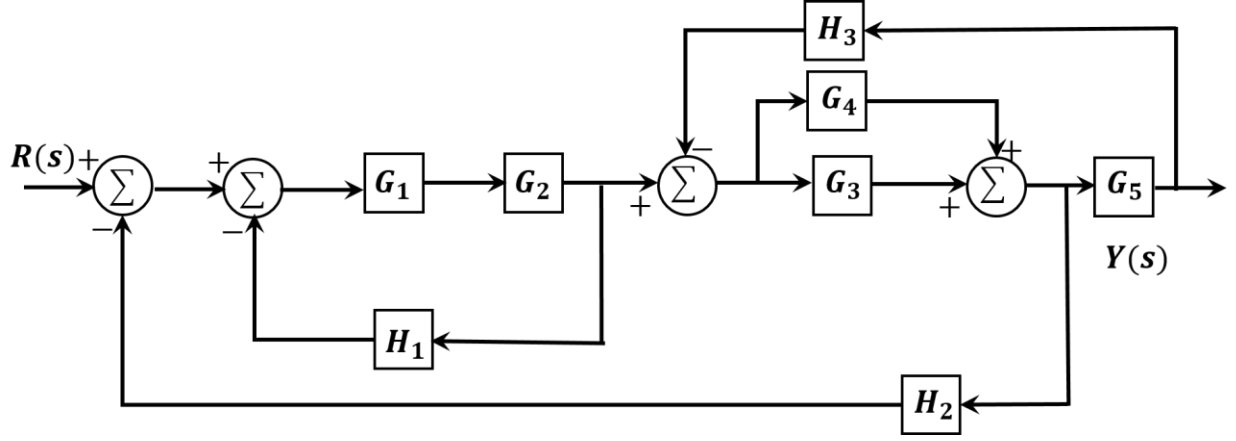 H₃
G₄
R(s) + Σ − + Σ − G₁ G₂ + Σ − G₃ + Σ + G₅
Y(s)
H₁
H₂